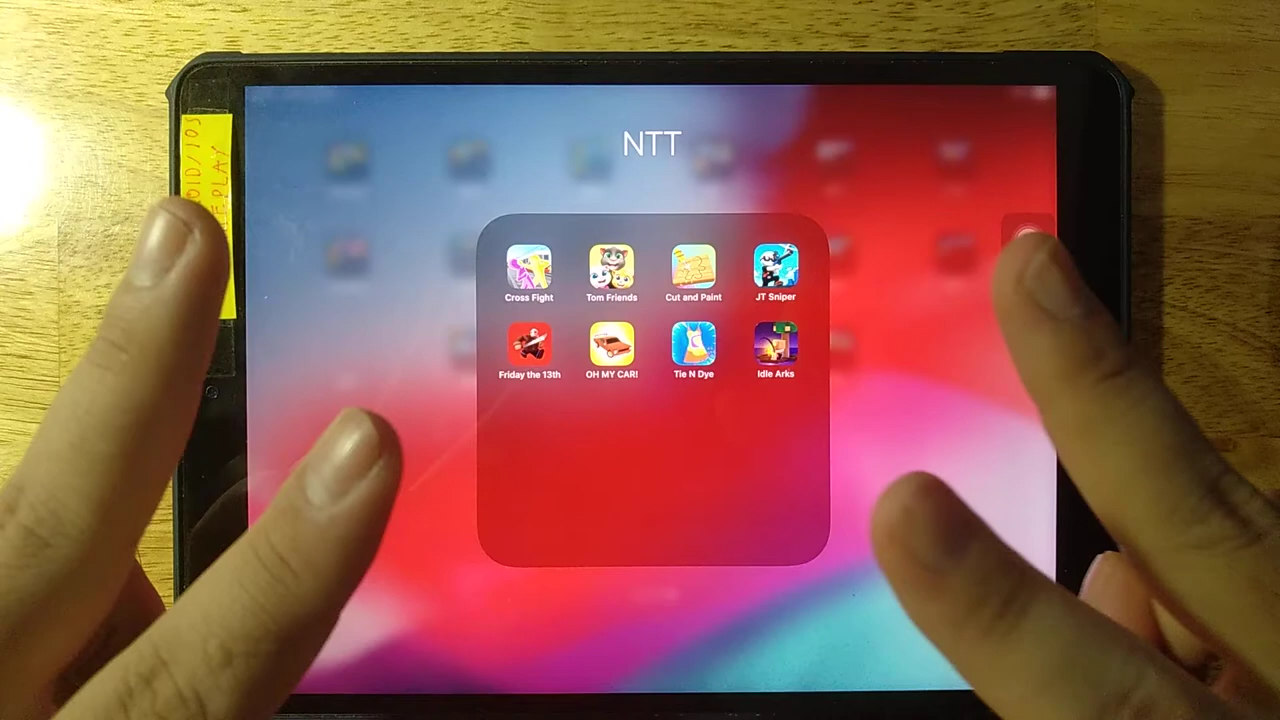 NTT
Cross Fight
Tom Friends
Cut and Paint
JT Sniper
Friday the 13th
OH MY CAR!
Tie N Dye
Idle Arks